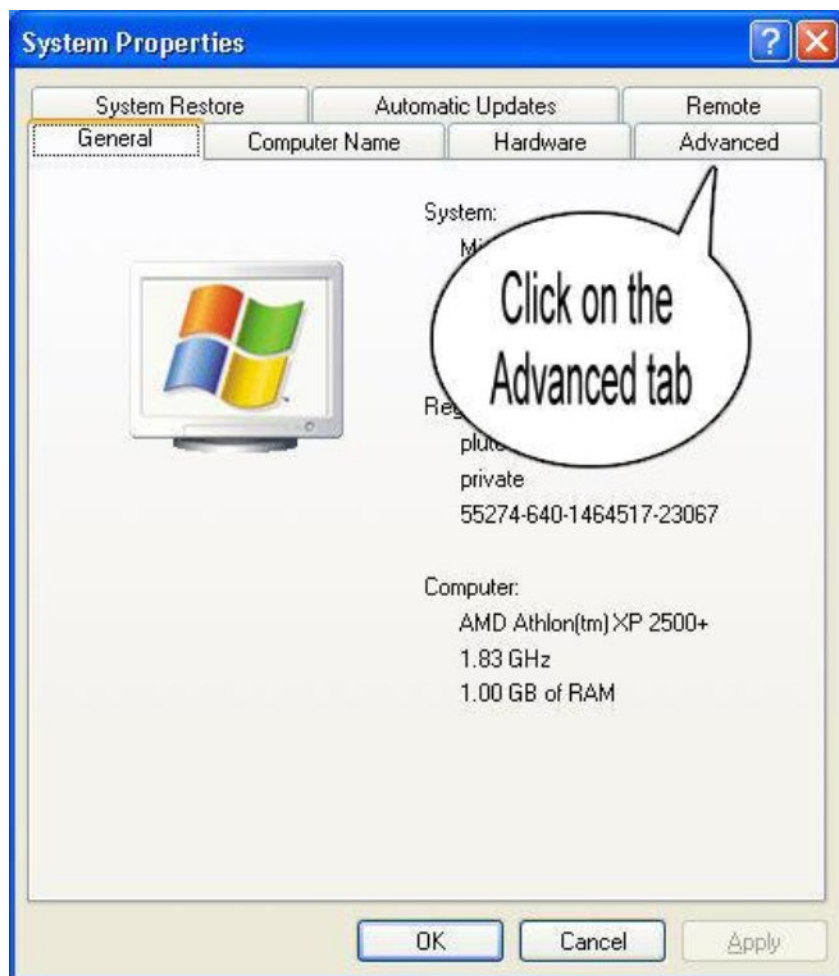 System Properties
System Restore Automatic Updates Remote
General Computer Name Hardware Advanced
System:
Click on the
Advanced tab
private
55274-640-1464517-23067
Computer:
AMD Athlon(tm) XP 2500+
1.83 GHz
1.00 GB of RAM
OK Cancel Apply